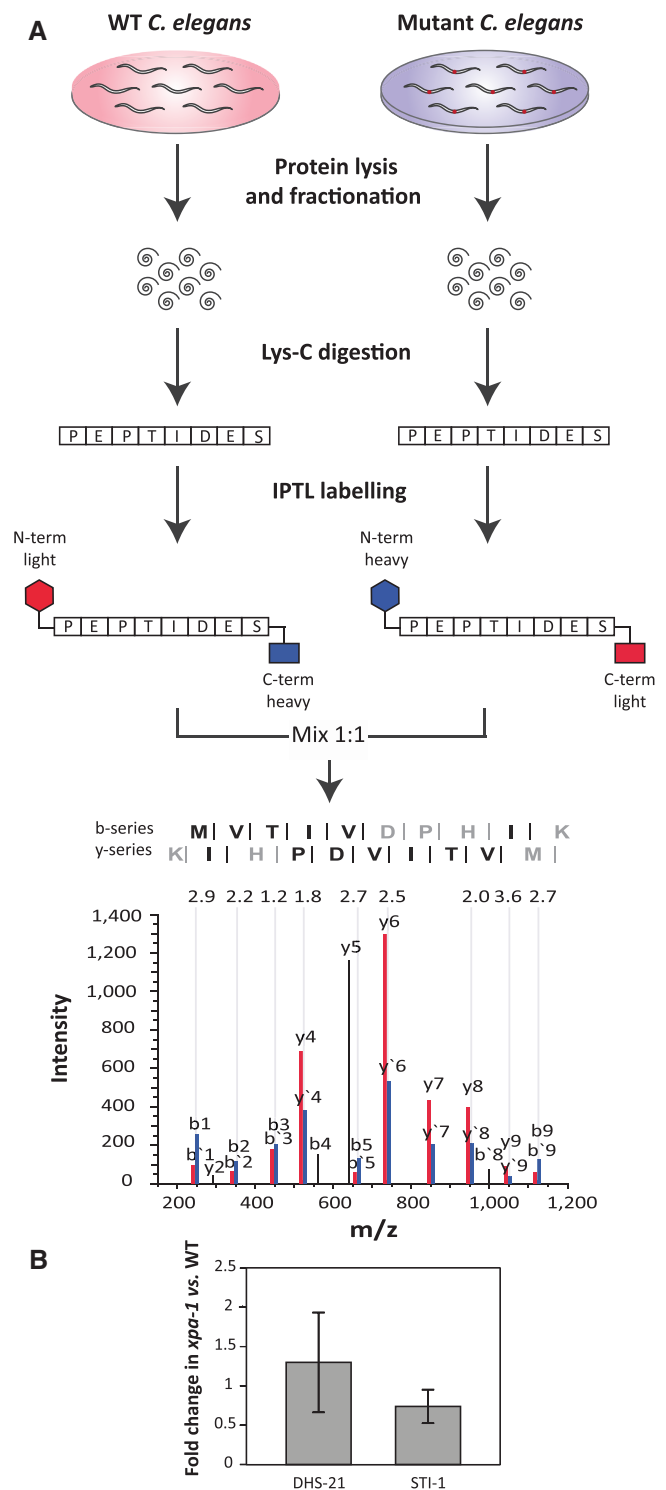 A
WT C. elegans Mutant C. elegans
Protein lysis
and fractionation
Lys-C digestion
P E P T I D E S P E P T I D E S
IPTL labelling
N-term
light
N-term
heavy
P E P T I D E S P E P T I D E S
C-term
heavy
C-term
light
Mix 1:1
b-series M V T I V D P H I K
y-series K I H P D V I T V M
2.9 2.2 1.2 1.8 2.7 2.5 2.0 3.6 2.7
1,400
1,200
1,000
800
600
400
200
0
Intensity
b1 b`1 y2 b2 b`2 b3 b`3 y4 y`4 b4 y5 b5 b`5 y6 y`6 y7 y`7 y8 y`8 b`8 y9 y`9 b9 b`9
200 400 600 800 1,000 1,200
m/z
B
Fold change in xpa-1 vs. WT
2.5
2
1.5
1
0.5
0
DHS-21 STI-1